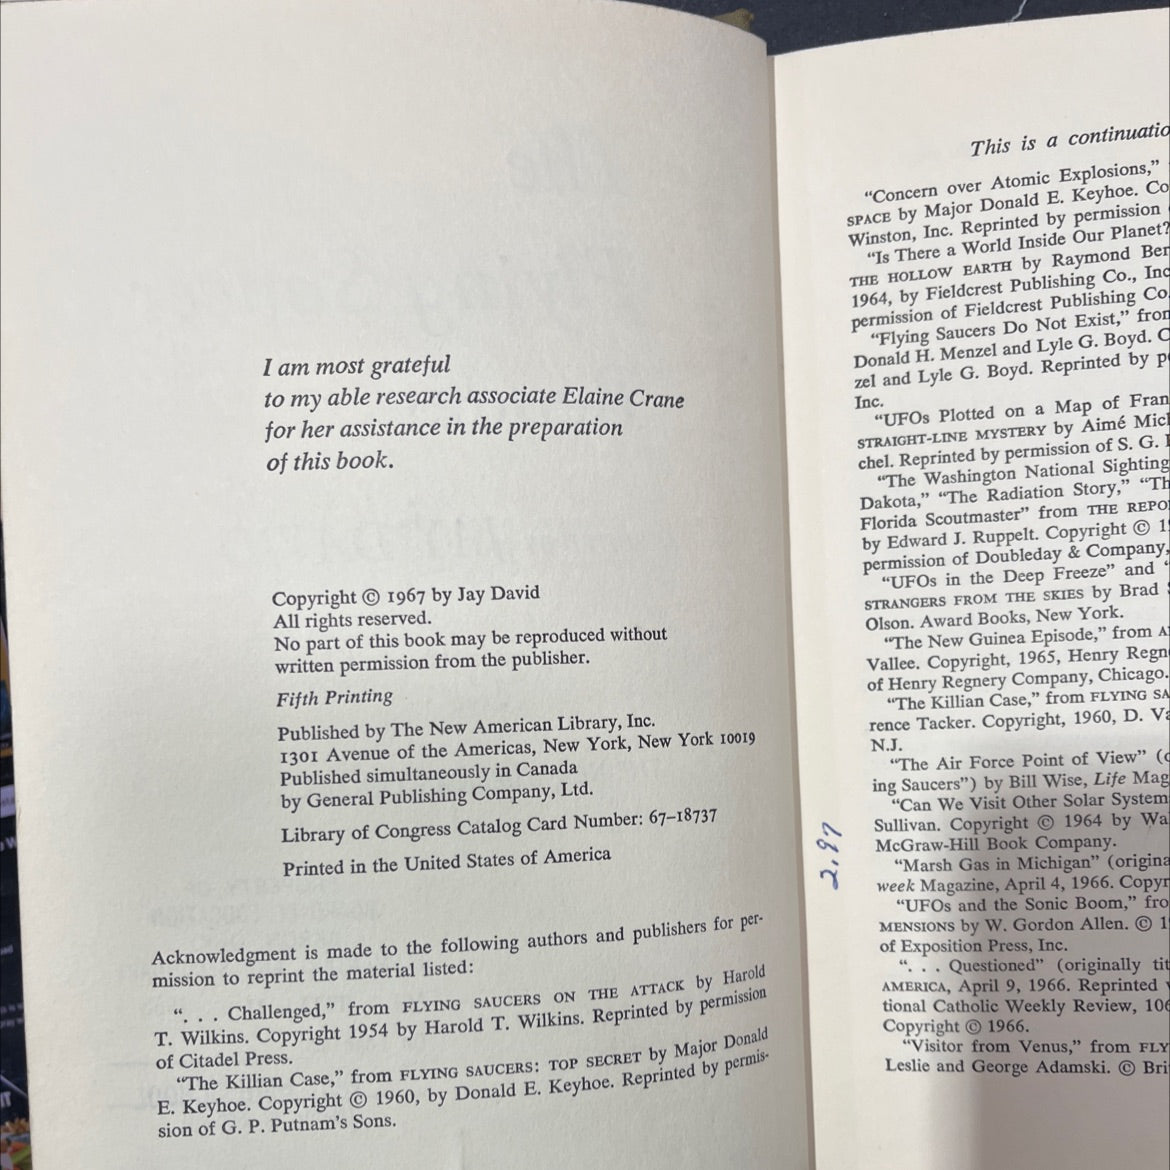 I am most grateful
to my able research associate Elaine Crane
for her assistance in the preparation
of this book.
Copyright © 1967 by Jay David
All rights reserved.
No part of this book may be reproduced without
written permission from the publisher.
Fifth Printing
Published by The New American Library, Inc.
1301 Avenue of the Americas, New York, New York 10019
Published simultaneously in Canada
by General Publishing Company, Ltd.
Library of Congress Catalog Card Number: 67-18737
Printed in the United States of America
Acknowledgment is made to the following authors and publishers for per-
mission to reprint the material listed:
". . . Challenged," from FLYING SAUCERS ON THE ATTACK by Harold
T. Wilkins. Copyright 1954 by Harold T. Wilkins. Reprinted by permission
of Citadel Press.
"The Killian Case," from FLYING SAUCERS: TOP SECRET by Major Donald
E. Keyhoe. Copyright © 1960, by Donald E. Keyhoe. Reprinted by permis-
sion of G. P. Putnam's Sons.
This is a continuatio
"Concern over Atomic Explosions,"
SPACE by Major Donald E. Keyhoe. Co
Winston, Inc. Reprinted by permission
"Is There a World Inside Our Planet?
THE HOLLOW EARTH by Raymond Ber
1964, by Fieldcrest Publishing Co., Inc
permission of Fieldcrest Publishing Co.
"Flying Saucers Do Not Exist," from
Donald H. Menzel and Lyle G. Boyd. C
zel and Lyle G. Boyd. Reprinted by p
Inc.
"UFOs Plotted on a Map of Fran
STRAIGHT-LINE MYSTERY by Aimé Mich
chel. Reprinted by permission of S. G.
"The Washington National Sighting
Dakota," "The Radiation Story," "Th
Florida Scoutmaster" from THE REPO
by Edward J. Ruppelt. Copyright © 1
permission of Doubleday & Company,
"UFOs in the Deep Freeze" and "
STRANGERS FROM THE SKIES by Brad
Olson. Award Books, New York.
"The New Guinea Episode," from A
Vallee. Copyright, 1965, Henry Regn
of Henry Regnery Company, Chicago.
"The Killian Case," from FLYING SA
rence Tacker. Copyright, 1960, D. Va
N.J.
"The Air Force Point of View" (o
ing Saucers") by Bill Wise, Life Mag
"Can We Visit Other Solar System
Sullivan. Copyright © 1964 by Wa
McGraw-Hill Book Company.
"Marsh Gas in Michigan" (origina
week Magazine, April 4, 1966. Copyr
"UFOs and the Sonic Boom," fro
MENSIONS by W. Gordon Allen. © 1
of Exposition Press, Inc.
". . . Questioned" (originally tit
AMERICA, April 9, 1966. Reprinted
tional Catholic Weekly Review, 106
Copyright © 1966.
"Visitor from Venus," from FLY
Leslie and George Adamski. © Bri
2.97